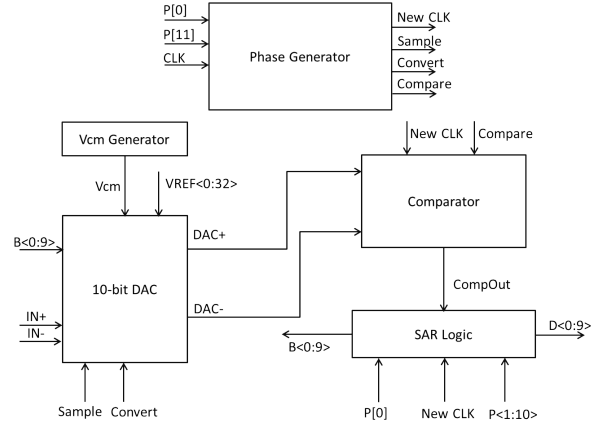 P[0]
P[11]
CLK
Phase Generator
New CLK
Sample
Convert
Compare
Vcm Generator
Vcm
VREF<0:32>
New CLK
Compare
Comparator
B<0:9>
10-bit DAC
DAC+
DAC-
IN+
IN-
CompOut
SAR Logic
B<0:9>
D<0:9>
Sample
Convert
P[0]
New CLK
P<1:10>